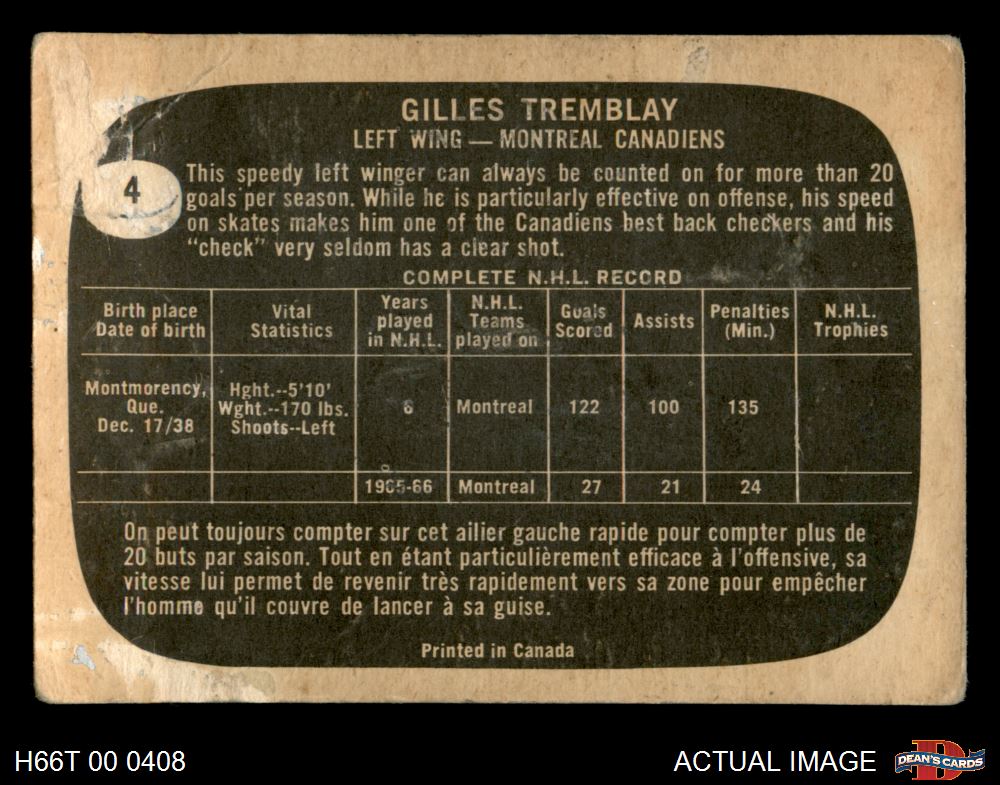 GILLES TREMBLAY
LEFT WING — MONTREAL CANADIENS
4
This speedy left winger can always be counted on for more than 20
goals per season. While he is particularly effective on offense, his speed
on skates makes him one of the Canadiens best back checkers and his
"check" very seldom has a clear shot.
COMPLETE N.H.L. RECORD
Birth place
Date of birth
Vital
Statistics
Years
played
in N.H.L.
N.H.L.
Teams
played on
Goals
Scored
Assists
Penalties
(Min.)
N.H.L.
Trophies
Montmorency,
Que.
Dec. 17/38
Hght.--5'10'
Wght.--170 lbs.
Shoots--Left
6
Montreal
122
100
135
1965-66
Montreal
27
21
24
On peut toujours compter sur cet ailier gauche rapide pour compter plus de
20 buts par saison. Tout en étant particulièrement efficace à l'offensive, sa
vitesse lui permet de revenir très rapidement vers sa zone pour empêcher
l'homme qu'il couvre de lancer à sa guise.
Printed in Canada
H66T 00 0408
ACTUAL IMAGE
D
DEAN'S CARDS